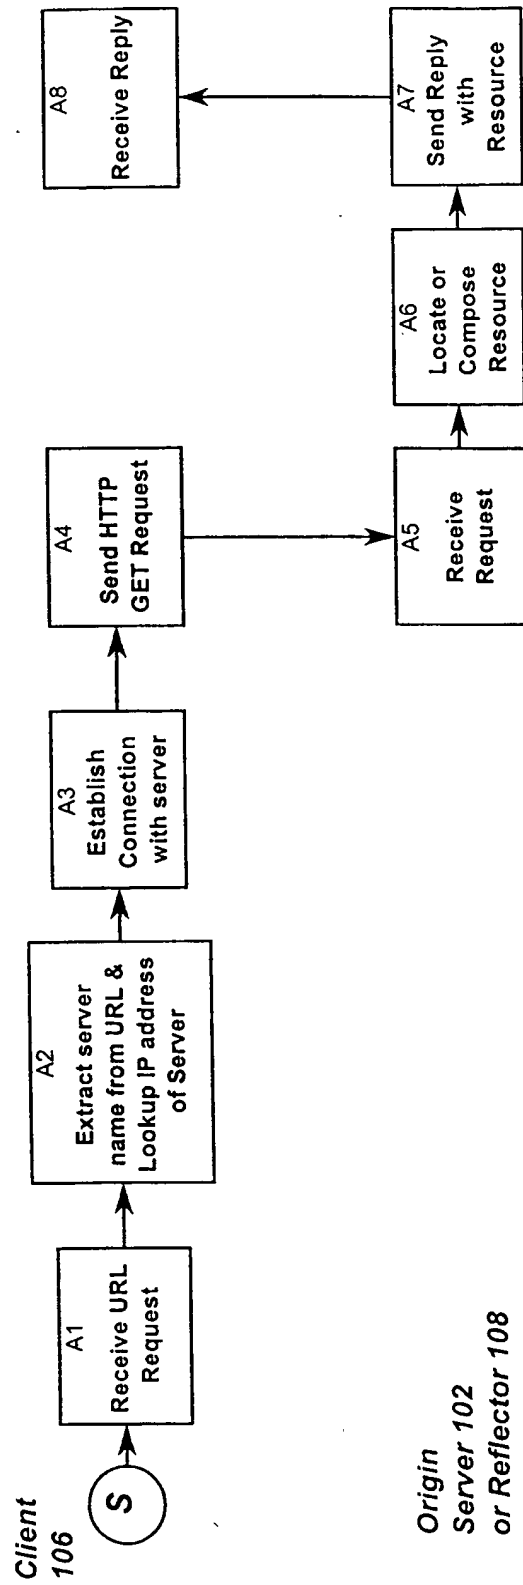 Client
106
S
A1
Receive URL
Request
A2
Extract server
name from URL &
Lookup IP address
of Server
A3
Establish
Connection
with server
A4
Send HTTP
GET Request
A8
Receive Reply
Origin
Server 102
or Reflector 108
A5
Receive
Request
A6
Locate or
Compose
Resource
A7
Send Reply
with
Resource